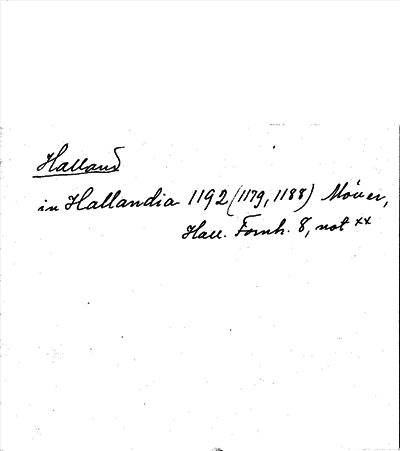 Halland
in Hallandia 1192 (1179, 1188) Möller,
Hall. Fornh. 8, not xx